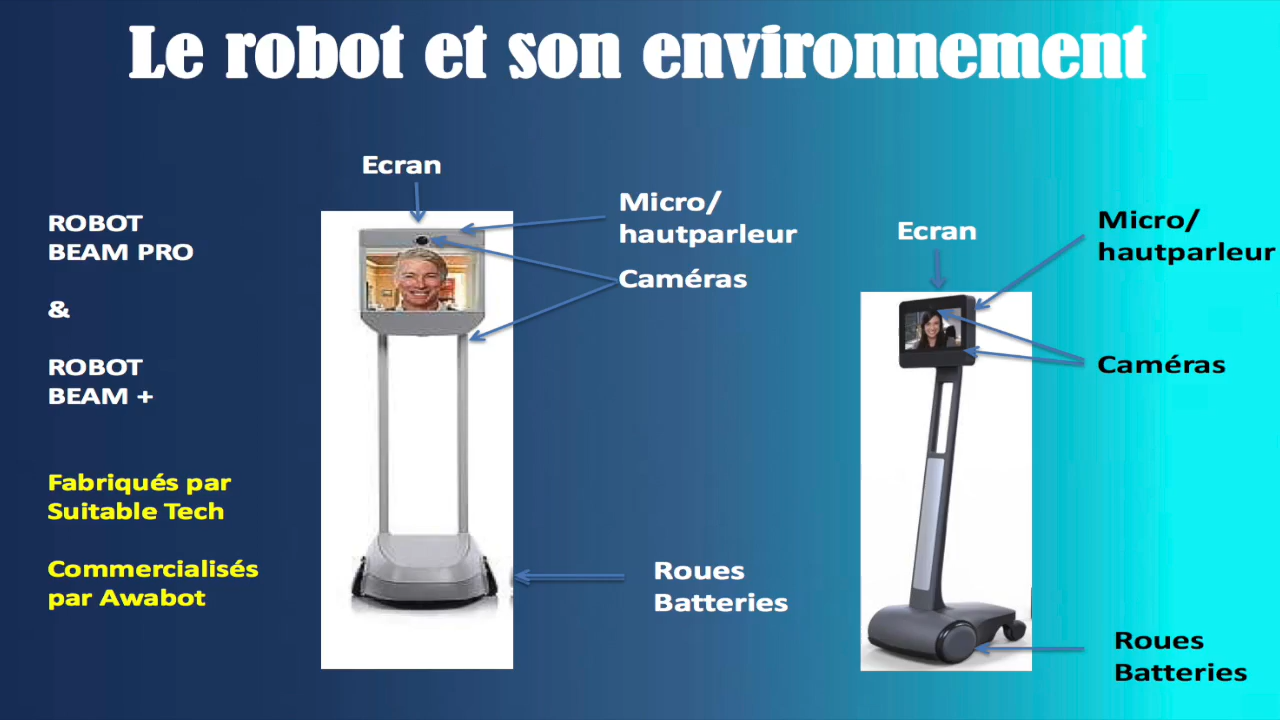 Le robot et son environnement
ROBOT
BEAM PRO
&
ROBOT
BEAM +
Fabriqués par
Suitable Tech
Commercialisés
par Awabot
Ecran
Micro/
hautparleur
Caméras
Roues
Batteries
Ecran
Micro/
hautparleur
Caméras
Roues
Batteries